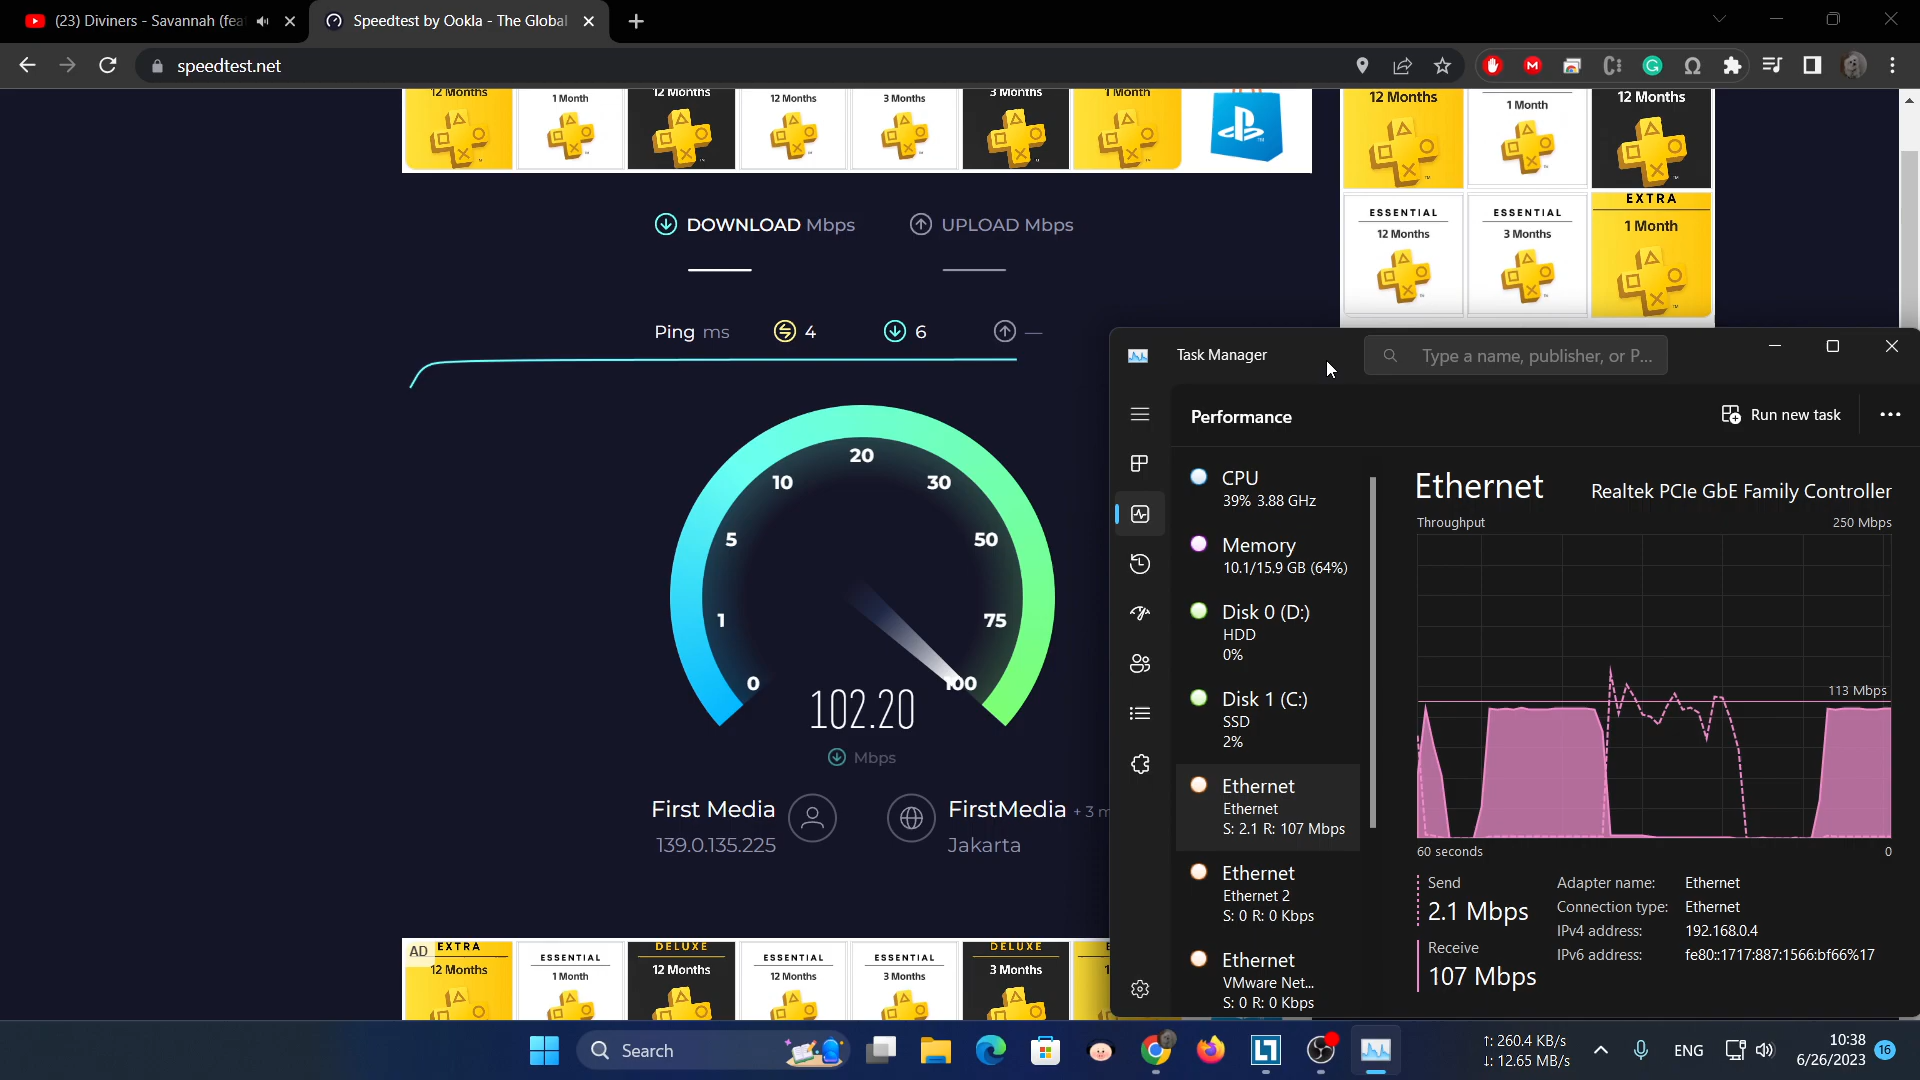 (23) Diviners - Savannah (fea
Speedtest by Ookla - The Global
speedtest.net
12 Months
1 Month
12 Months
12 Months
3 Months
3 Months
1 Month
12 Months
1 Month
12 Months
ESSENTIAL
12 Months
ESSENTIAL
3 Months
EXTRA
1 Month
DOWNLOAD Mbps
UPLOAD Mbps
Ping ms
4
6
—
0
1
5
10
20
30
50
75
100
102.20
Mbps
First Media
139.0.135.225
FirstMedia + 3 m
Jakarta
AD
EXTRA
12 Months
ESSENTIAL
1 Month
DELUXE
12 Months
ESSENTIAL
12 Months
ESSENTIAL
3 Months
DELUXE
3 Months
Task Manager
Type a name, publisher, or P...
Performance
Run new task
CPU
39% 3.88 GHz
Memory
10.1/15.9 GB (64%)
Disk 0 (D:)
HDD
0%
Disk 1 (C:)
SSD
2%
Ethernet
Ethernet
S: 2.1 R: 107 Mbps
Ethernet
Ethernet 2
S: 0 R: 0 Kbps
Ethernet
VMware Net...
S: 0 R: 0 Kbps
Ethernet
Realtek PCIe GbE Family Controller
Throughput
250 Mbps
113 Mbps
60 seconds
0
Send
2.1 Mbps
Receive
107 Mbps
Adapter name: Ethernet
Connection type: Ethernet
IPv4 address: 192.168.0.4
IPv6 address: fe80::1717:887:1566:bf66%17
Search
↑: 260.4 KB/s
↓: 12.65 MB/s
ENG
10:38
6/26/2023
16